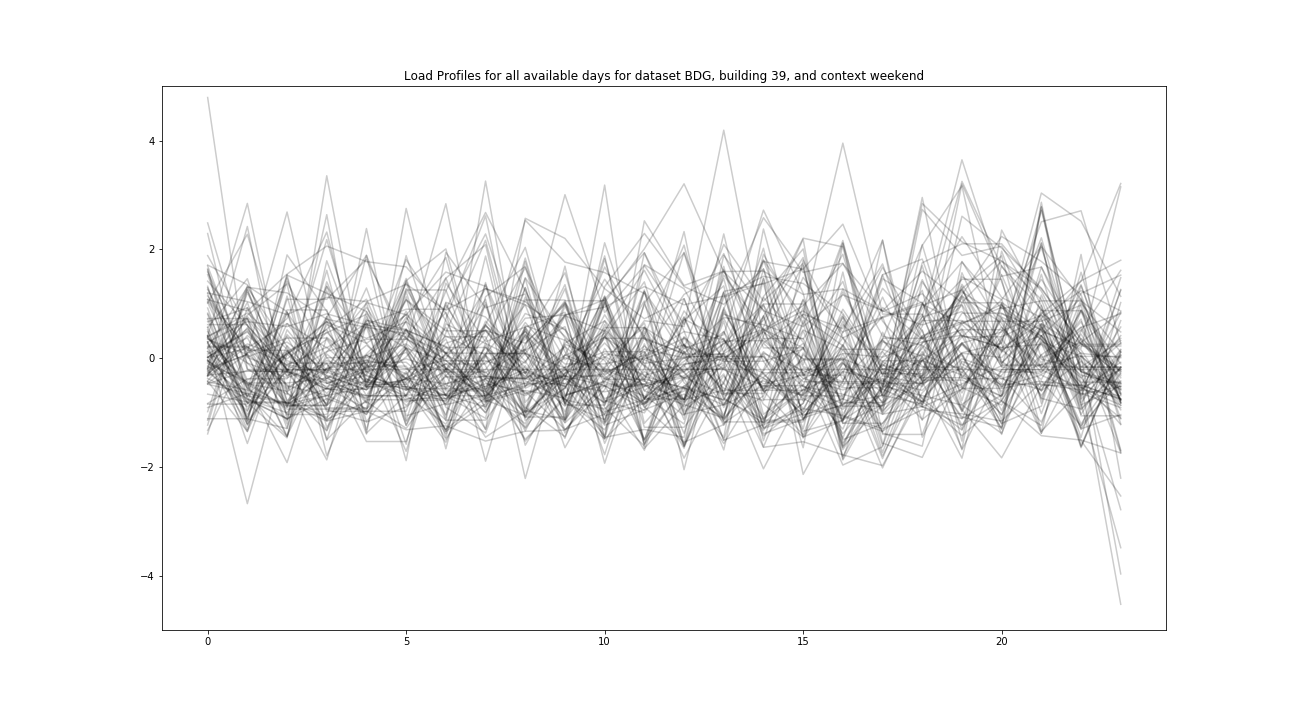 Load Profiles for all available days for dataset BDG, building 39, and context weekend
4
2
0
−2
−4
0 5 10 15 20